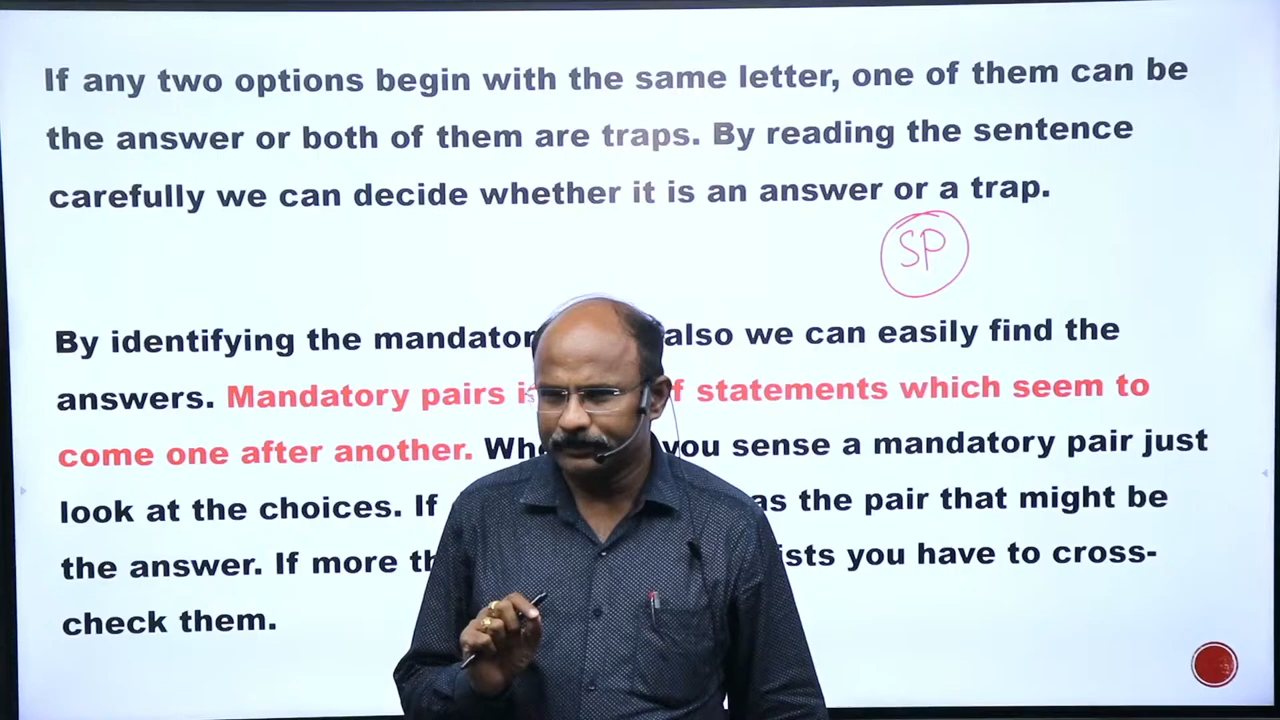 If any two options begin with the same letter, one of them can be
the answer or both of them are traps. By reading the sentence
carefully we can decide whether it is an answer or a trap.
SP
By identifying the mandator also we can easily find the
answers. Mandatory pairs of statements which seem to
come one after another. you sense a mandatory pair just
look at the choices. If as the pair that might be
the answer. If more you have to cross-
check them.